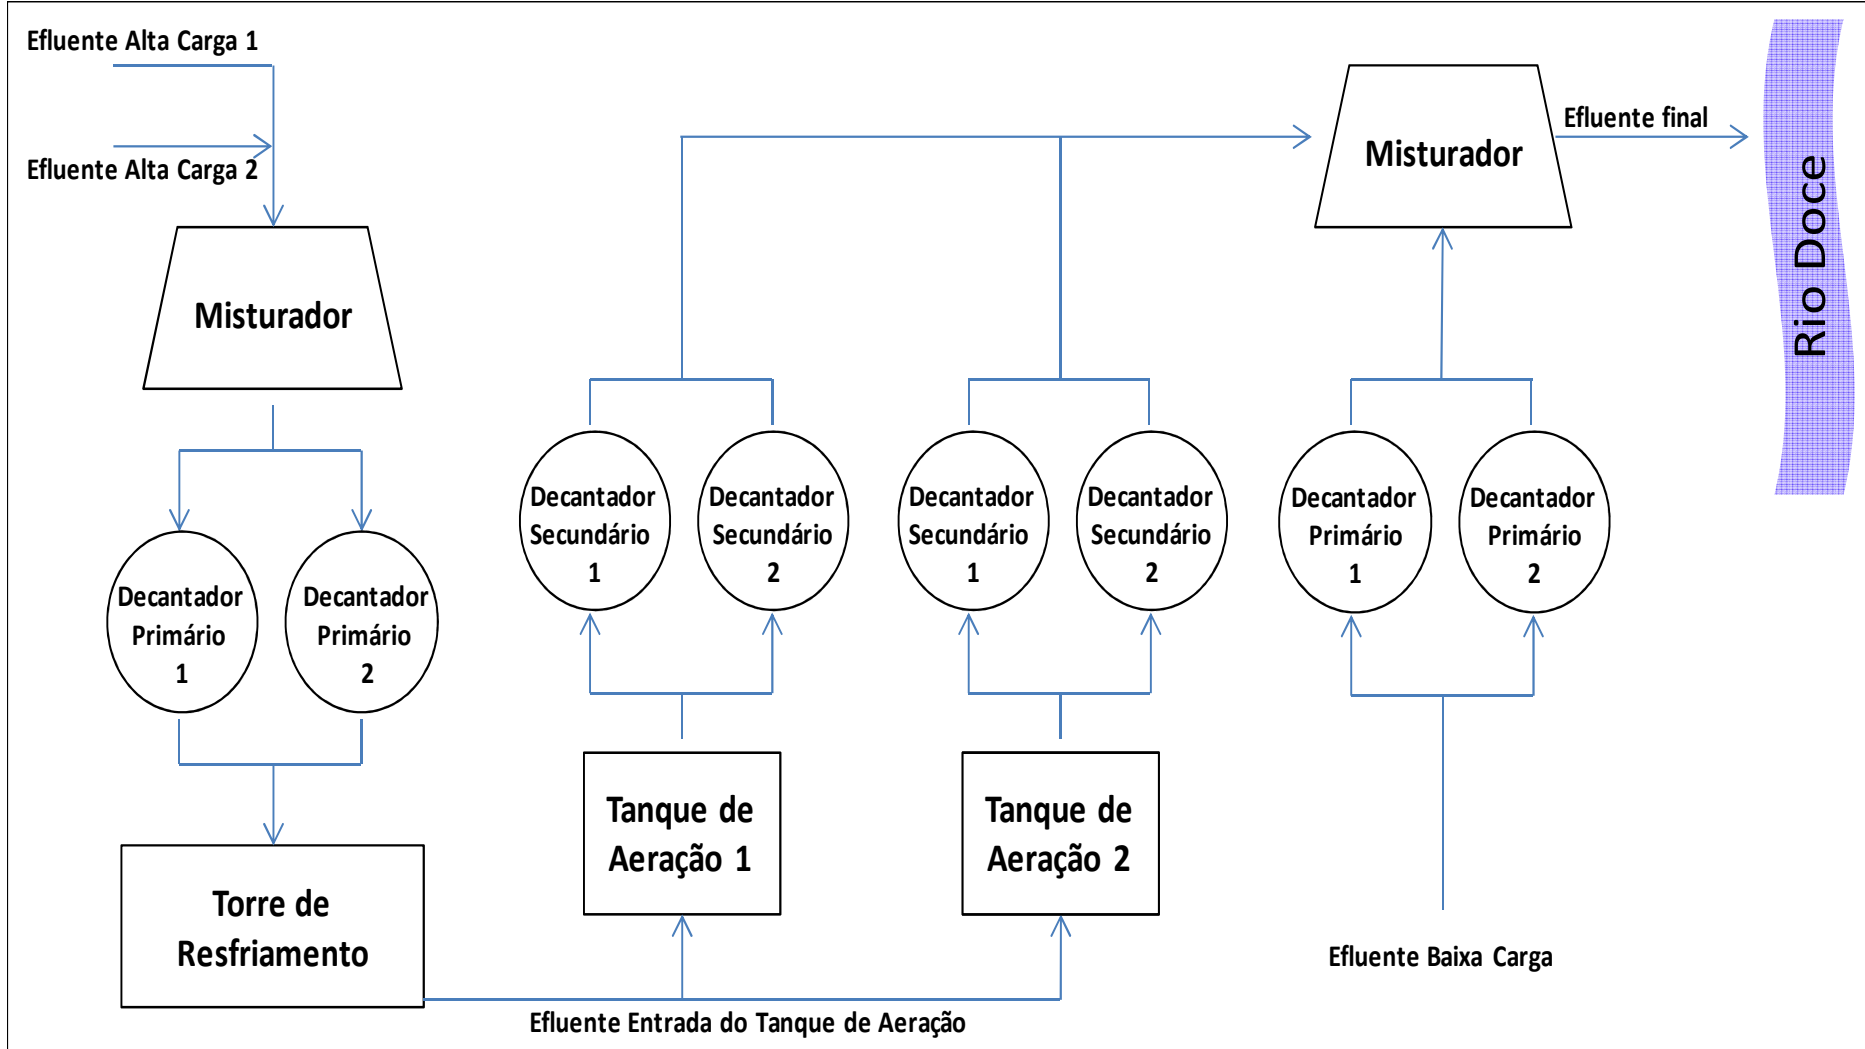 Efluente Alta Carga 1
Efluente Alta Carga 2
Misturador
Decantador
Primário
1
Decantador
Primário
2
Torre de
Resfriamento
Efluente Entrada do Tanque de Aeração
Tanque de
Aeração 1
Tanque de
Aeração 2
Decantador
Secundário
1
Decantador
Secundário
2
Decantador
Secundário
1
Decantador
Secundário
2
Efluente Baixa Carga
Decantador
Primário
1
Decantador
Primário
2
Misturador
Efluente final
Rio Doce